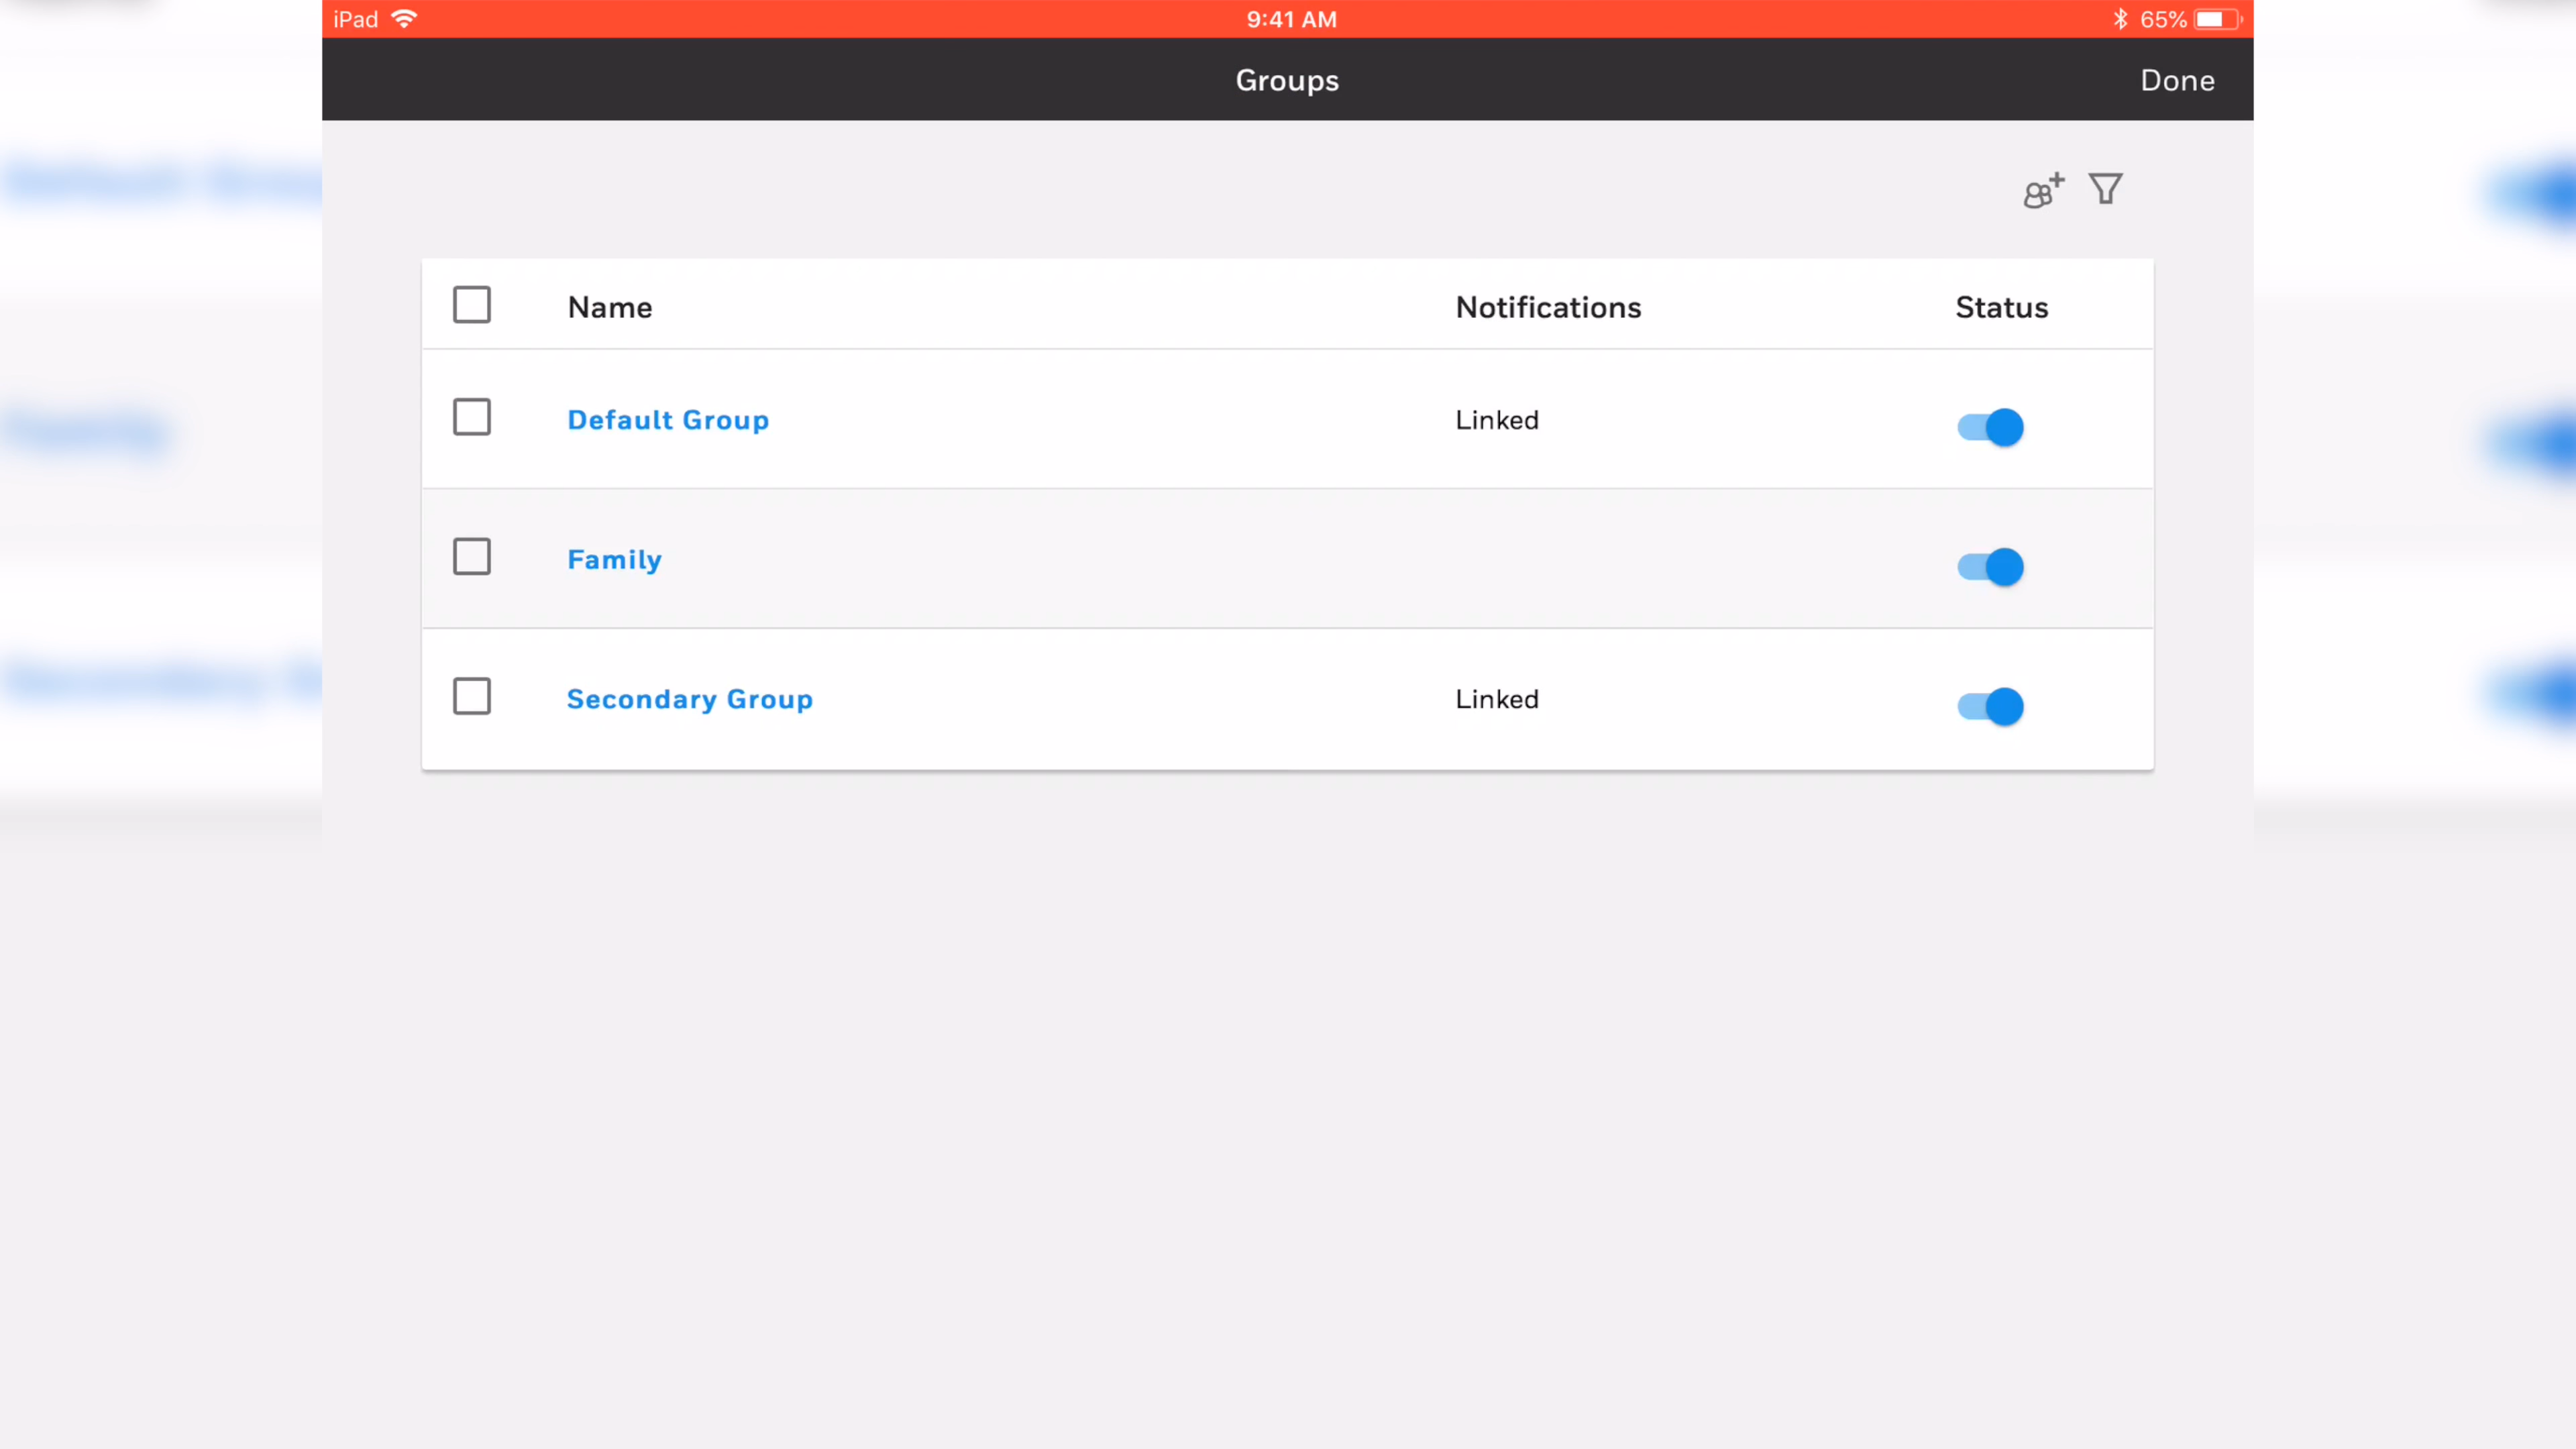 iPad 9:41 AM 65%
Groups Done
Name Notifications Status
Default Group Linked
Family
Secondary Group Linked